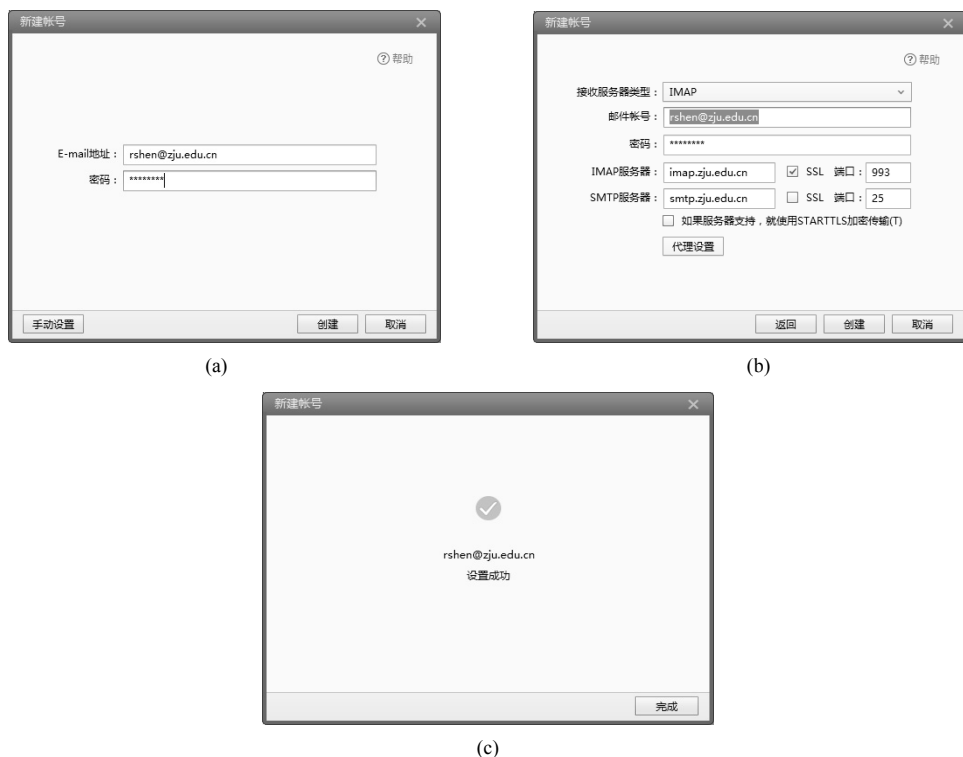 新建帐号
帮助
E-mail地址： rshen@zju.edu.cn
密码： ********
手动设置 创建 取消
(a)
新建帐号
帮助
接收服务器类型： IMAP
邮件帐号： rshen@zju.edu.cn
密码： ********
IMAP服务器： imap.zju.edu.cn SSL 端口： 993
SMTP服务器： smtp.zju.edu.cn SSL 端口： 25
如果服务器支持，就使用STARTTLS加密传输(T)
代理设置
返回 创建 取消
(b)
新建帐号
rshen@zju.edu.cn
设置成功
完成
(c)